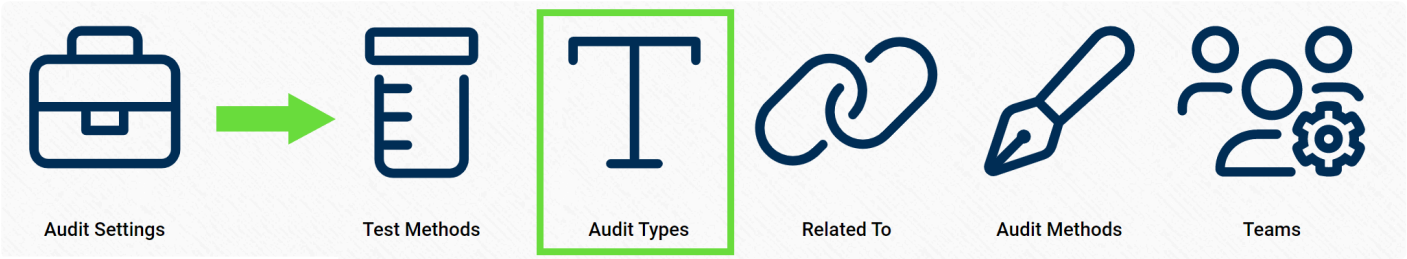 Audit Settings
Test Methods
Audit Types
Related To
Audit Methods
Teams